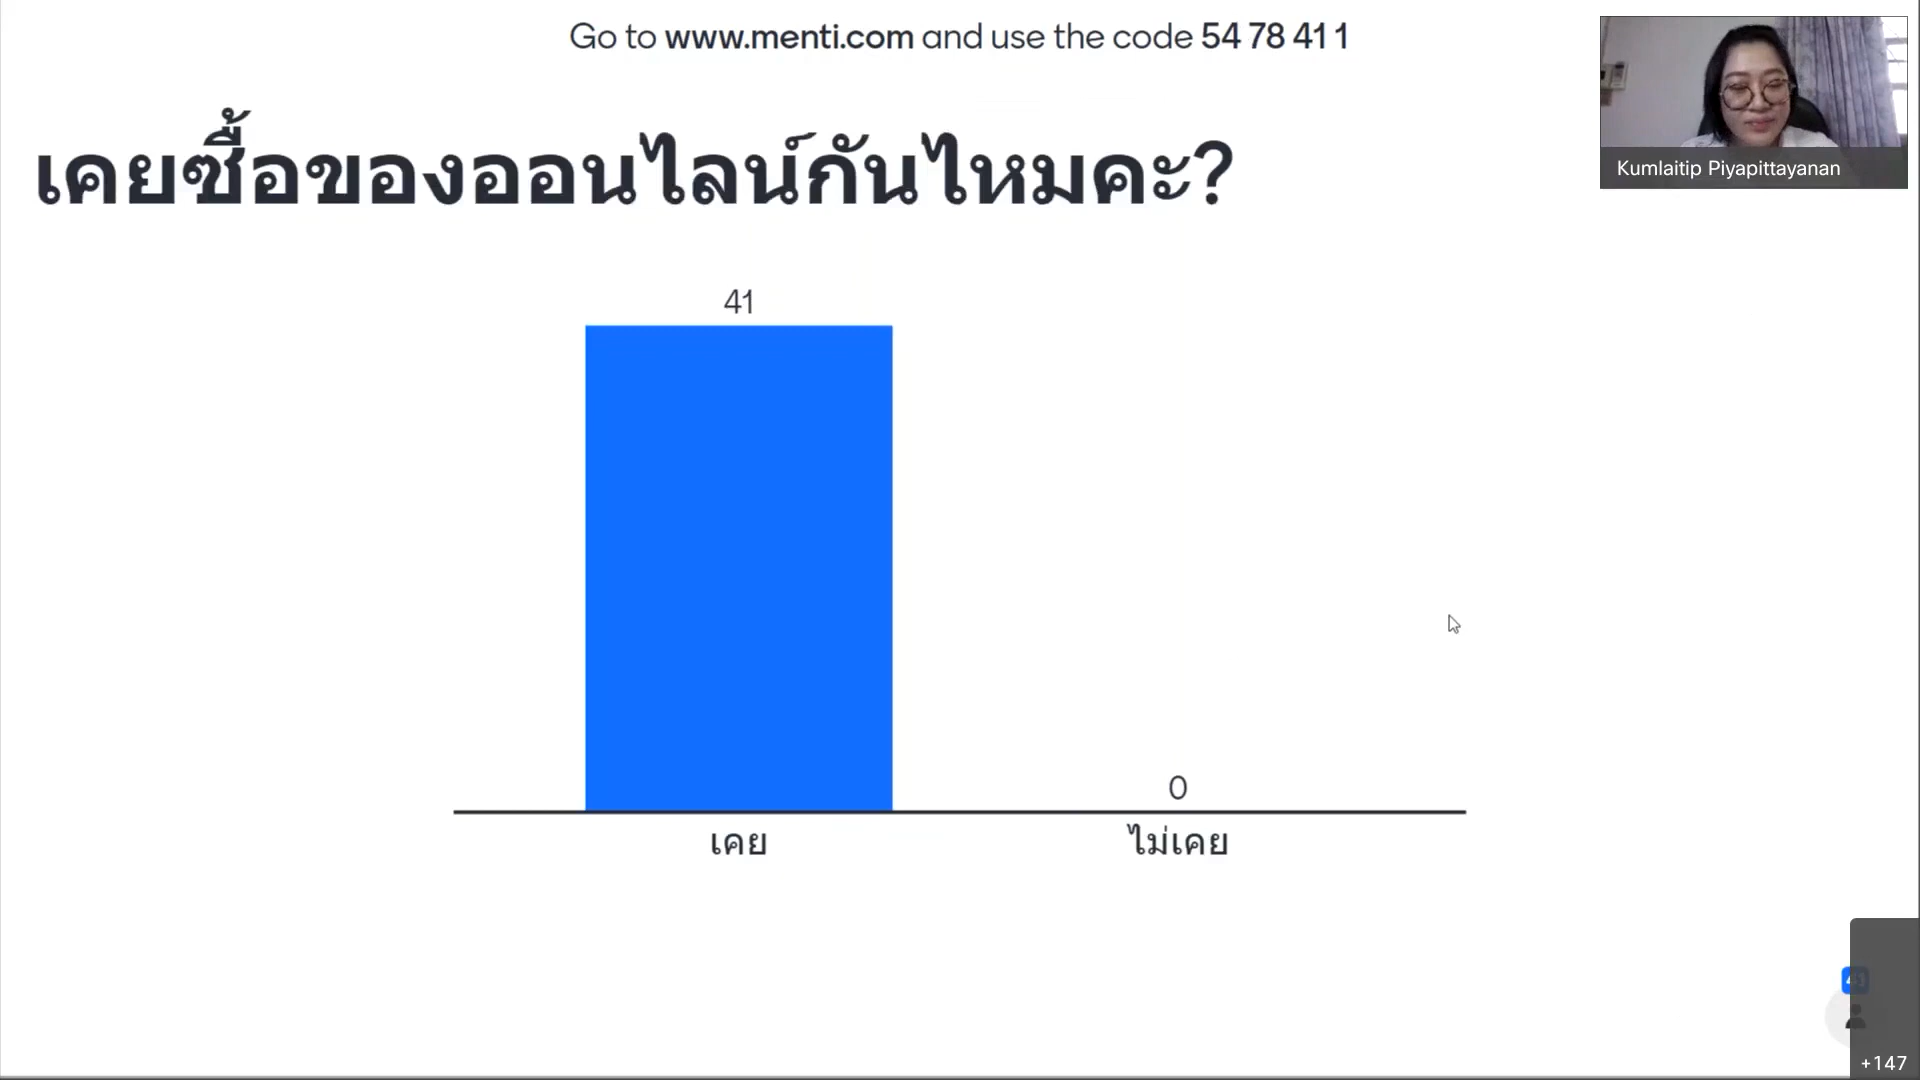 Go to www.menti.com and use the code 54 78 41 1
Kumlaitip Piyapittayanan
เคยซื้อของออนไลน์กันไหมคะ?
41
0
เคย
ไม่เคย
+147